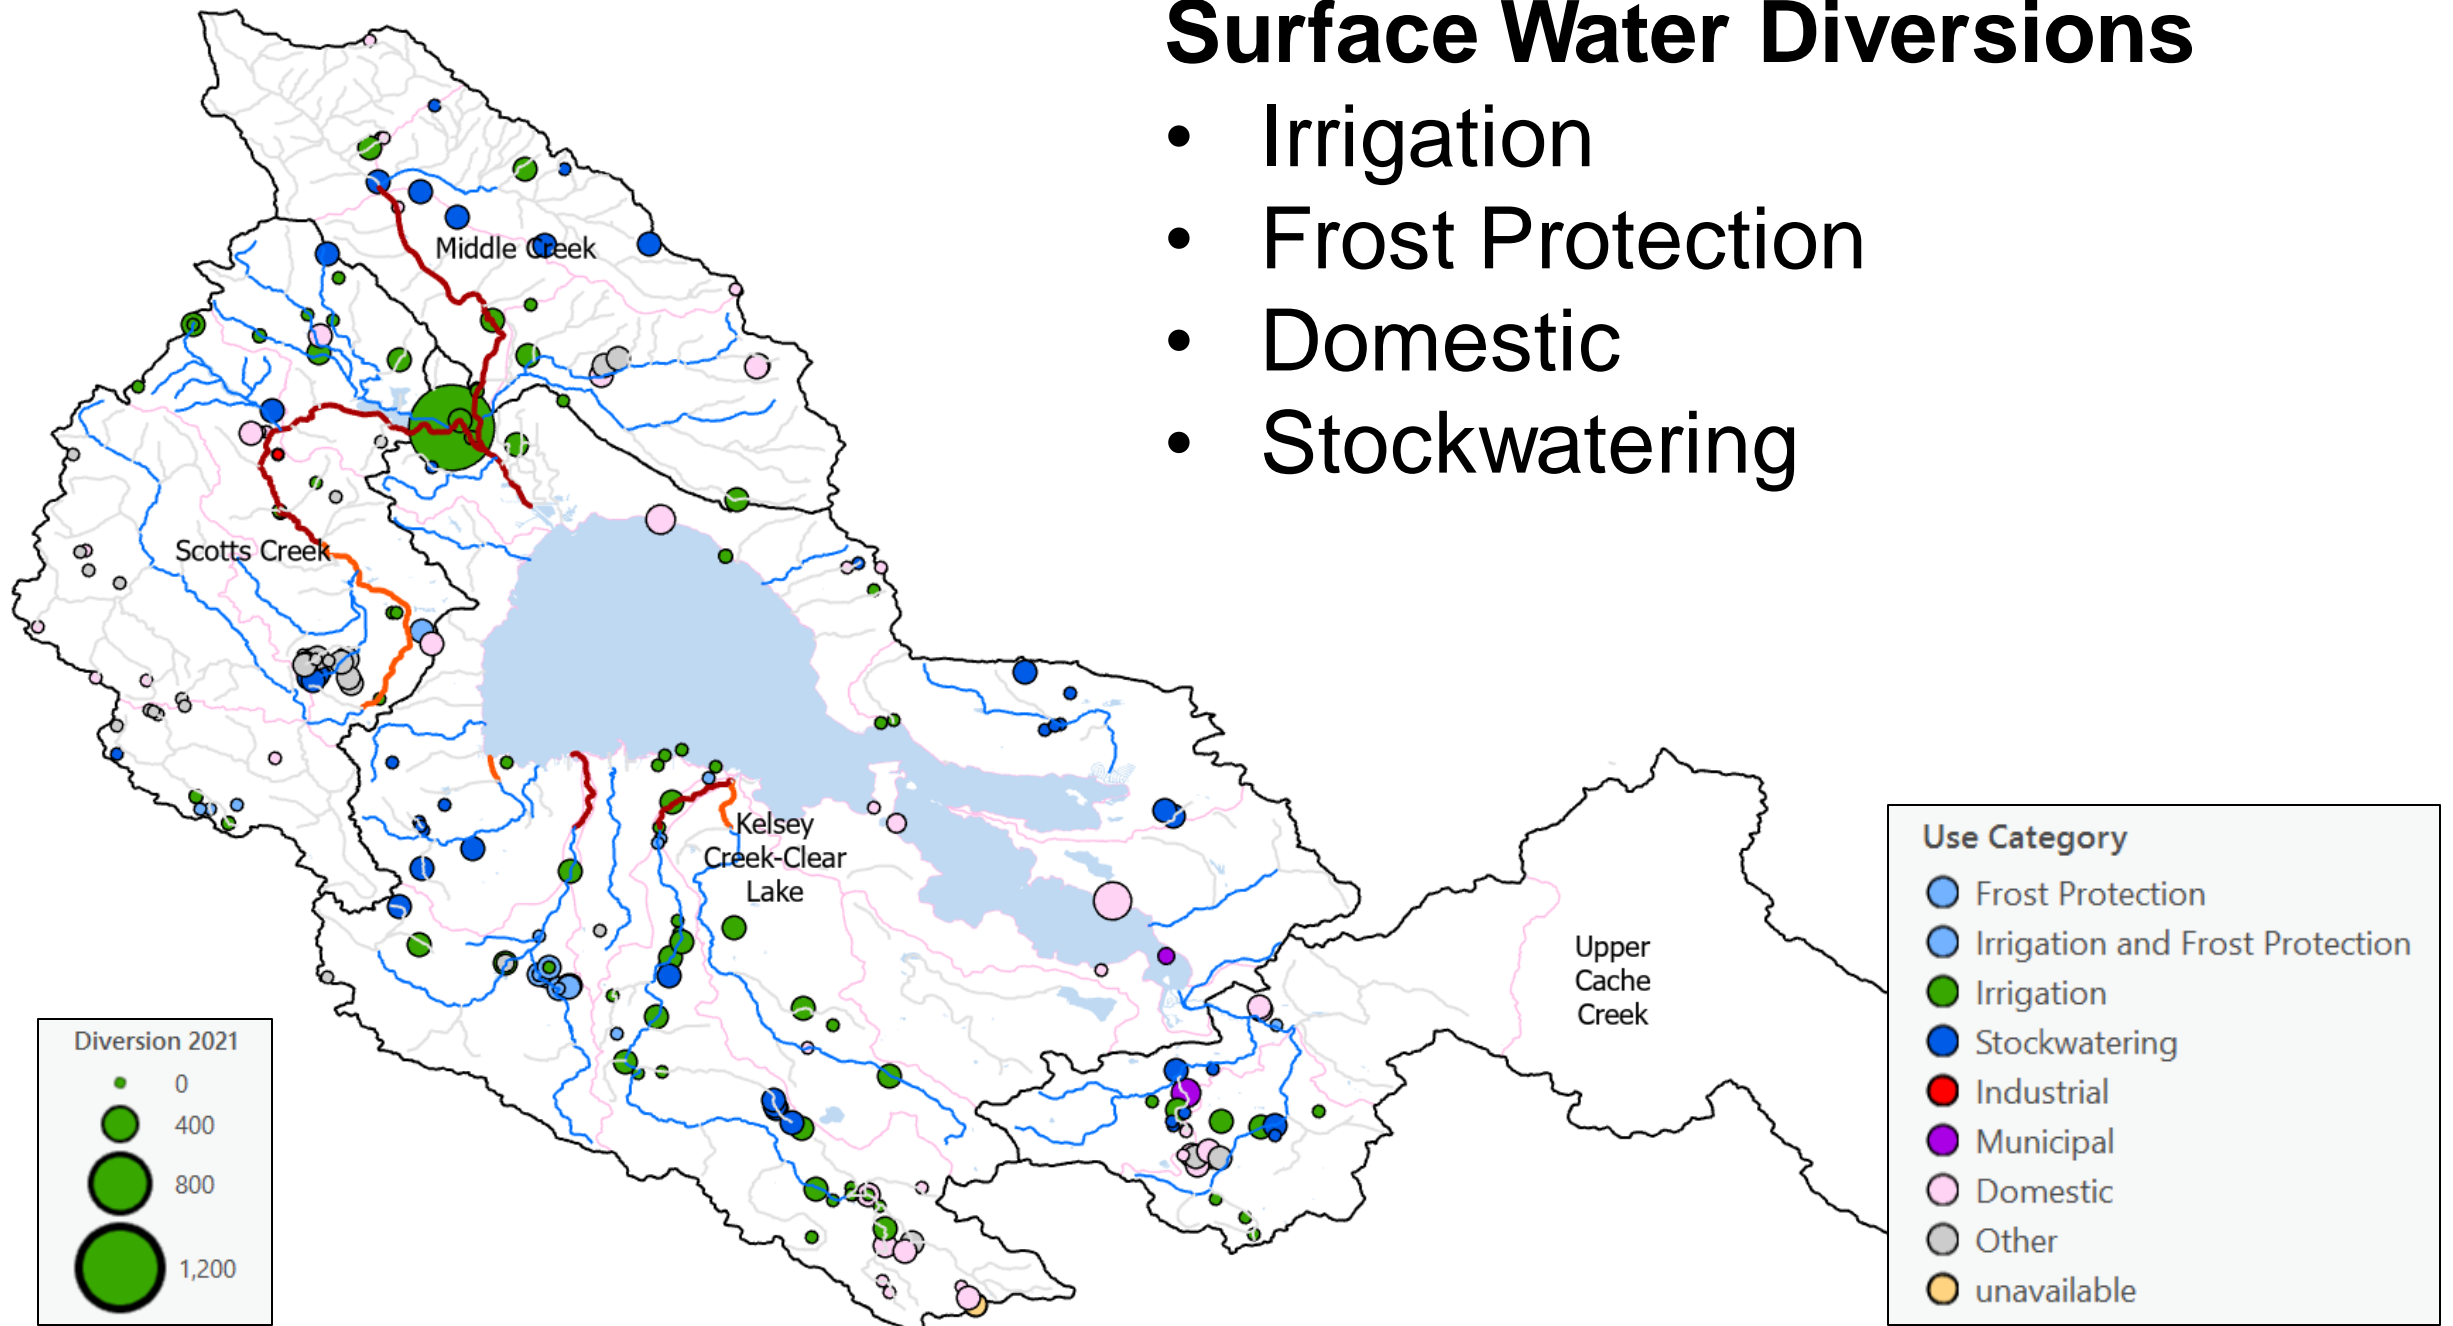 Surface Water Diversions
• Irrigation
• Frost Protection
• Domestic
• Stockwatering
Middle Creek
Scotts Creek
Kelsey
Creek-Clear
Lake
Upper
Cache
Creek
Diversion 2021
0
400
800
1,200
Use Category
Frost Protection
Irrigation and Frost Protection
Irrigation
Stockwatering
Industrial
Municipal
Domestic
Other
unavailable